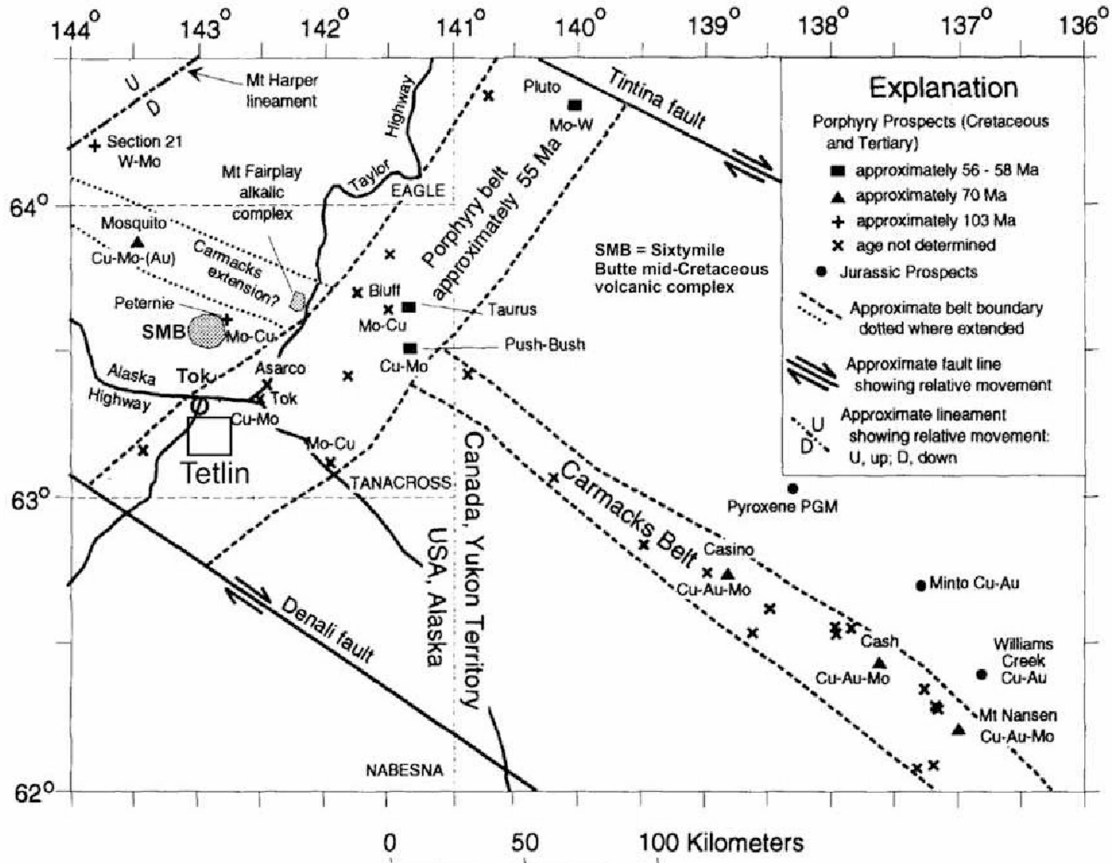 144°
143°
142°
141°
140°
139°
138°
137°
136°
64°
63°
62°
U
D
Mt Harper
lineament
Section 21
W-Mo
Mt Fairplay
alkalic
complex
Mosquito
Cu-Mo-(Au)
Carmacks
extension?
Peternie
SMB
Mo-Cu
Taylor
Highway
EAGLE
Pluto
Mo-W
Tintina fault
Porphyry belt
approximately 55 Ma
SMB = Sixtymile
Butte mid-Cretaceous
volcanic complex
Bluff
Mo-Cu
Taurus
Push-Bush
Cu-Mo
Alaska
Highway
Tok
Asarco
Tok
Cu-Mo
Tetlin
Mo-Cu
TANACROSS
Canada, Yukon Territory
USA, Alaska
Denali fault
NABESNA
Carmacks Belt
Casino
Cu-Au-Mo
Cash
Cu-Au-Mo
Pyroxene PGM
Minto Cu-Au
Williams
Creek
Cu-Au
Mt Nansen
Cu-Au-Mo
Explanation
Porphyry Prospects (Cretaceous
and Tertiary)
approximately 56 - 58 Ma
approximately 70 Ma
approximately 103 Ma
age not determined
Jurassic Prospects
Approximate belt boundary
dotted where extended
Approximate fault line
showing relative movement
U
D
Approximate lineament
showing relative movement:
U, up; D, down
0
50
100 Kilometers